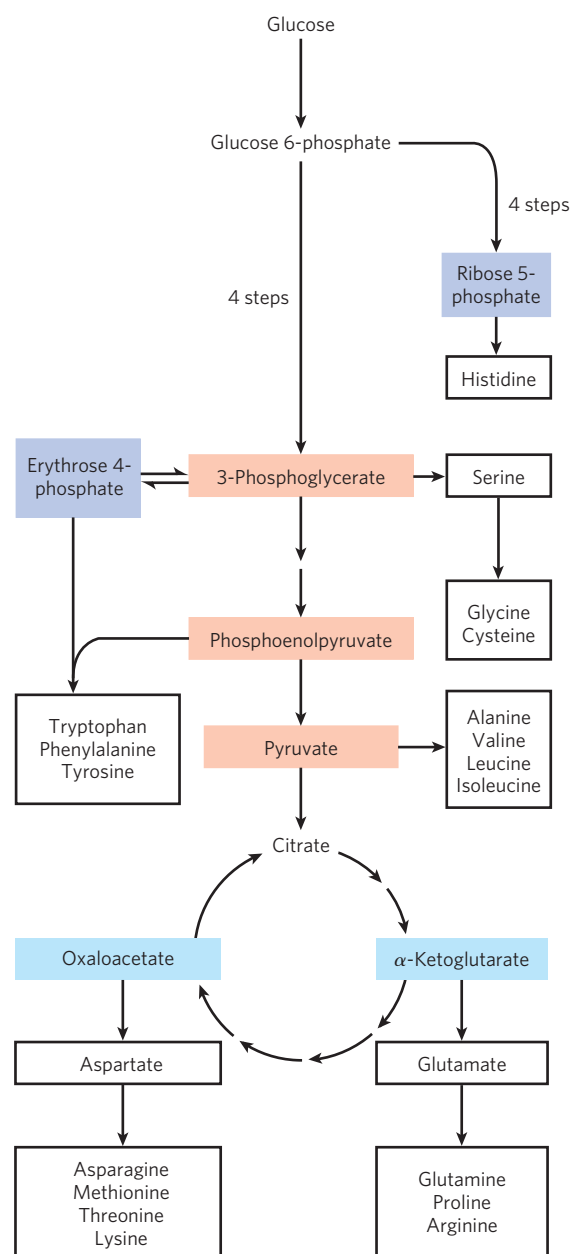 Glucose
Glucose 6-phosphate
4 steps
Ribose 5-
phosphate
4 steps
Histidine
Erythrose 4-
phosphate
3-Phosphoglycerate
Serine
Glycine
Cysteine
Phosphoenolpyruvate
Tryptophan
Phenylalanine
Tyrosine
Pyruvate
Alanine
Valine
Leucine
Isoleucine
Citrate
Oxaloacetate
α-Ketoglutarate
Aspartate
Glutamate
Asparagine
Methionine
Threonine
Lysine
Glutamine
Proline
Arginine